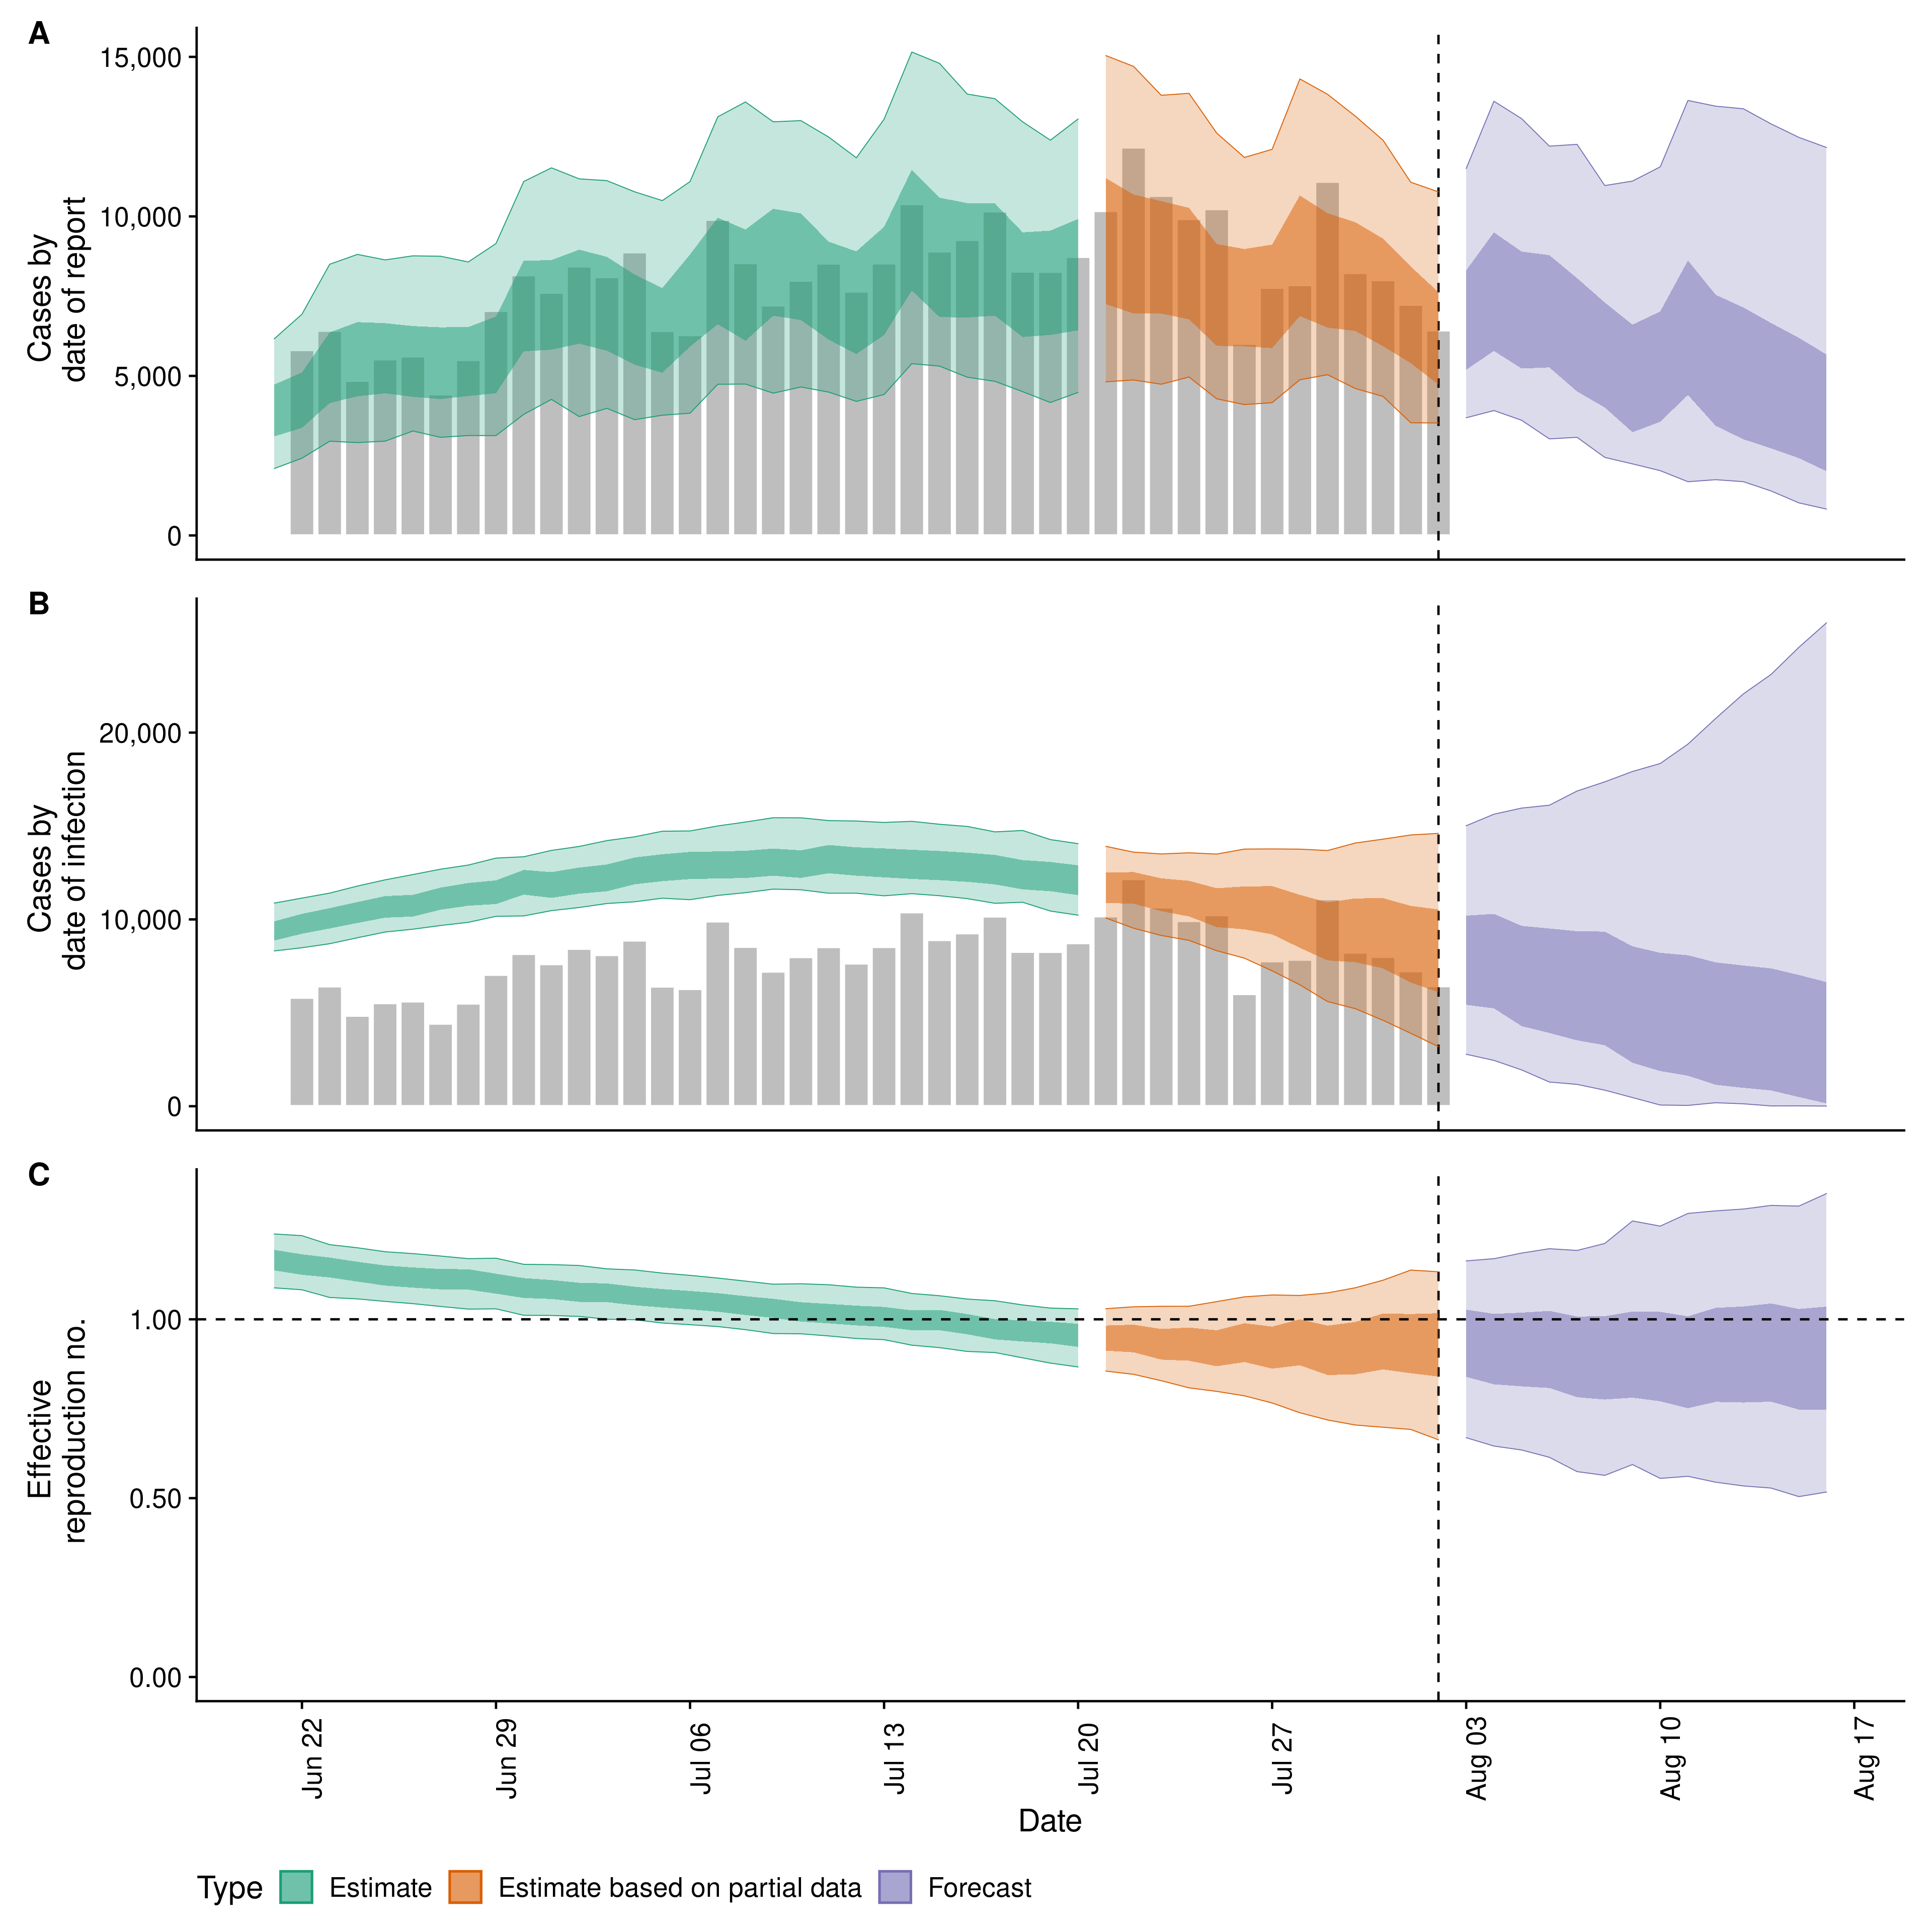 A
15,000
10,000
5,000
0
Cases by
date of report
B
20,000
10,000
0
Cases by
date of infection
C
1.00
0.50
0.00
Effective
reproduction no.
Jun 22
Jun 29
Jul 06
Jul 13
Jul 20
Jul 27
Aug 03
Aug 10
Aug 17
Date
Type Estimate Estimate based on partial data Forecast